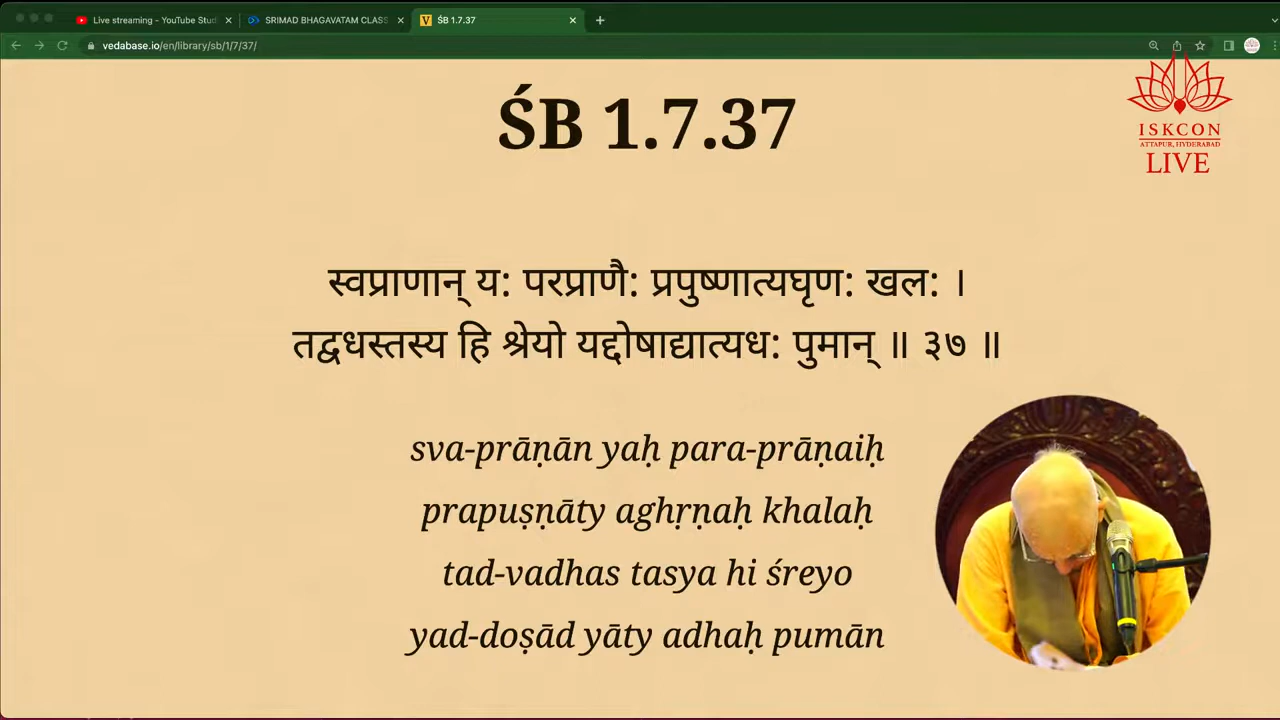 Live streaming - YouTube Stud
SRIMAD BHAGAVATAM CLASS
ŚB 1.7.37
vedabase.io/en/library/sb/1/7/37/
ŚB 1.7.37
ISKCON
ATTAPUR, HYDERABAD
LIVE
स्वप्राणान् य: परप्राणै: प्रपुष्णात्यघृण: खल: ।
तद्वधस्तस्य हि श्रेयो यद्दोषाद्यात्यध: पुमान् ॥ ३७ ॥
sva-prāṇān yaḥ para-prāṇaiḥ
prapuṣṇāty aghṛṇaḥ khalaḥ
tad-vadhas tasya hi śreyo
yad-doṣād yāty adhaḥ pumān